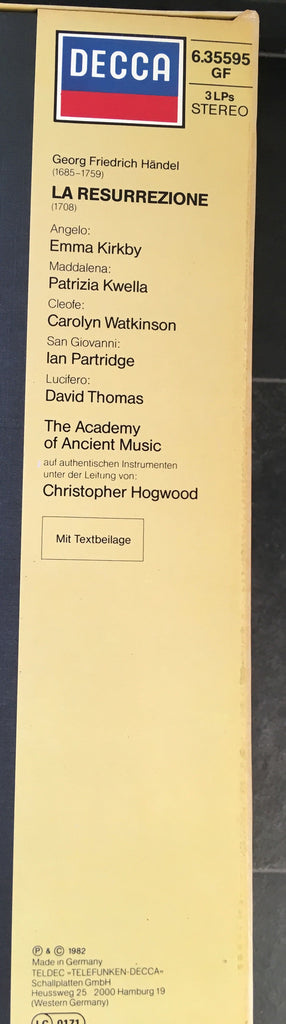 DECCA
6.35595
GF
3 LPs
STEREO
Georg Friedrich Händel
(1685–1759)
LA RESURREZIONE
(1708)
Angelo:
Emma Kirkby
Maddalena:
Patrizia Kwella
Cleofe:
Carolyn Watkinson
San Giovanni:
Ian Partridge
Lucifero:
David Thomas
The Academy
of Ancient Music
auf authentischen Instrumenten
unter der Leitung von:
Christopher Hogwood
Mit Textbeilage
℗ & © 1982
Made in Germany
TELDEC »TELEFUNKEN-DECCA«
Schallplatten GmbH
Heussweg 25 2000 Hamburg 19
(Western Germany)
LC 0171